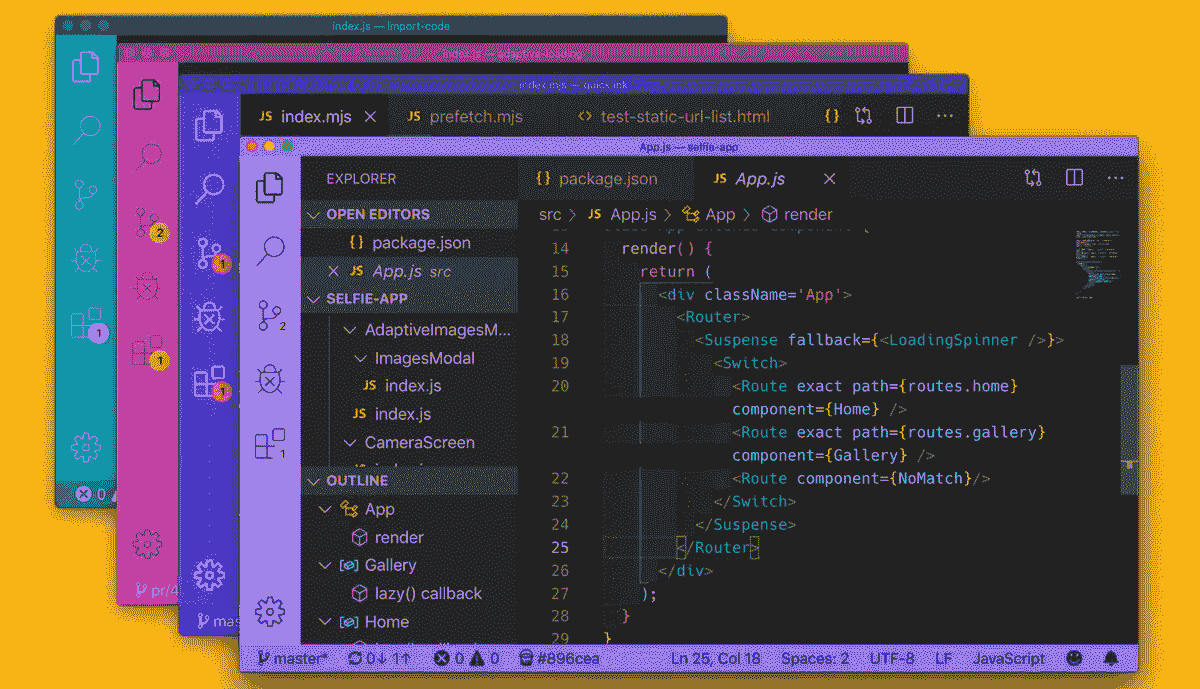 index.js — import-code
index.js — adaptive-loading
index.mjs — quicklink
JS index.mjs
JS prefetch.mjs
<> test-static-url-list.html
{}
App.js — selfie-app
EXPLORER
{} package.json
JS App.js
OPEN EDITORS
{} package.json
JS App.js src
SELFIE-APP
AdaptiveImagesM...
ImagesModal
JS index.js
JS index.js
CameraScreen
OUTLINE
App
render
Gallery
lazy() callback
Home
src > JS App.js > App > render
14 render() {
15 return (
16 <div className='App'>
17 <Router>
18 <Suspense fallback={<LoadingSpinner />}>
19 <Switch>
20 <Route exact path={routes.home}
component={Home} />
21 <Route exact path={routes.gallery}
component={Gallery} />
22 <Route component={NoMatch}/>
23 </Switch>
24 </Suspense>
25 </Router>
26 </div>
27 );
28 }
29 }
1
0
2
1
pr/4
1
1
mas
2
1
master* 0↓ 1↑ 0 0 #896cea Ln 25, Col 18 Spaces: 2 UTF-8 LF JavaScript